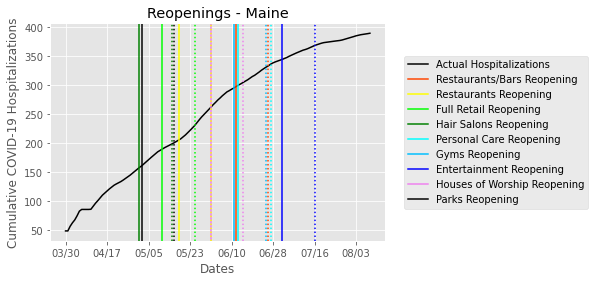 Reopenings - Maine
Cumulative COVID-19 Hospitalizations
400
350
300
250
200
150
100
50
03/30 04/17 05/05 05/23 06/10 06/28 07/16 08/03
Dates
Actual Hospitalizations
Restaurants/Bars Reopening
Restaurants Reopening
Full Retail Reopening
Hair Salons Reopening
Personal Care Reopening
Gyms Reopening
Entertainment Reopening
Houses of Worship Reopening
Parks Reopening